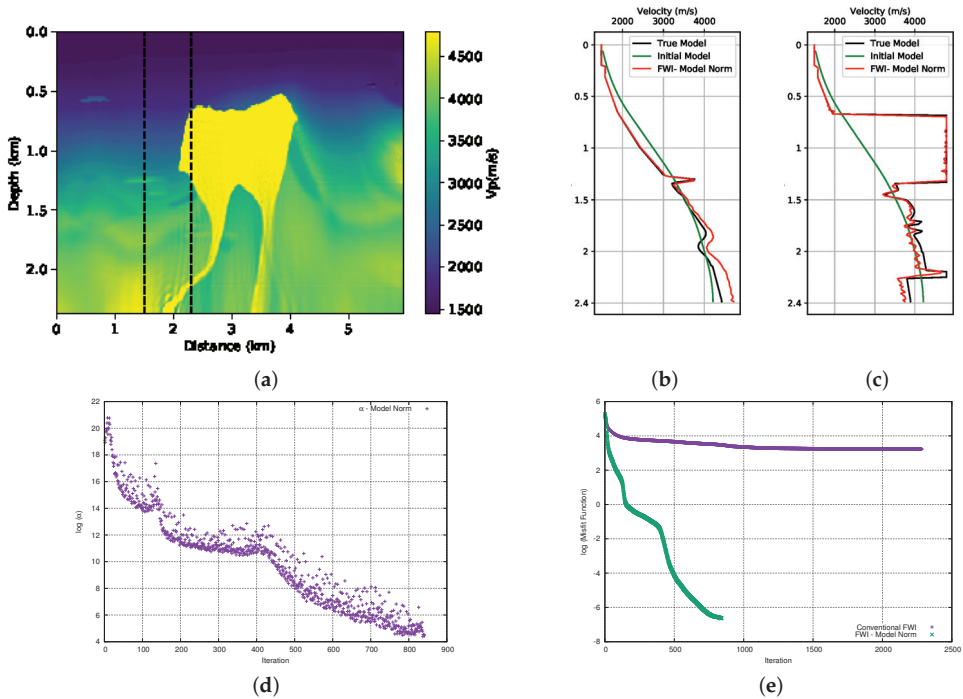 0.0
0.5
1.0
1.5
2.0
Depth {km}
0
1
2
3
4
5
Distance {km}
4500
4000
3500
3000
2500
2000
1500
Vp{m/s}
(a)
Velocity (m/s)
2000 3000 4000
True Model
Initial Model
FWI- Model Norm
0
0.5
1
1.5
2
2.4
(b)
Velocity (m/s)
2000 3000 4000
True Model
Initial Model
FWI- Model Norm
0
0.5
1
1.5
2
2.4
(c)
22
20
18
16
14
12
10
8
6
4
log (α)
α - Model Norm
0 100 200 300 400 500 600 700 800 900
Iteration
(d)
6
4
2
0
-2
-4
-6
-8
log (Misfit Function)
0 500 1000 1500 2000 2500
Iteration
Conventional FWI
FWI - Model Norm
(e)